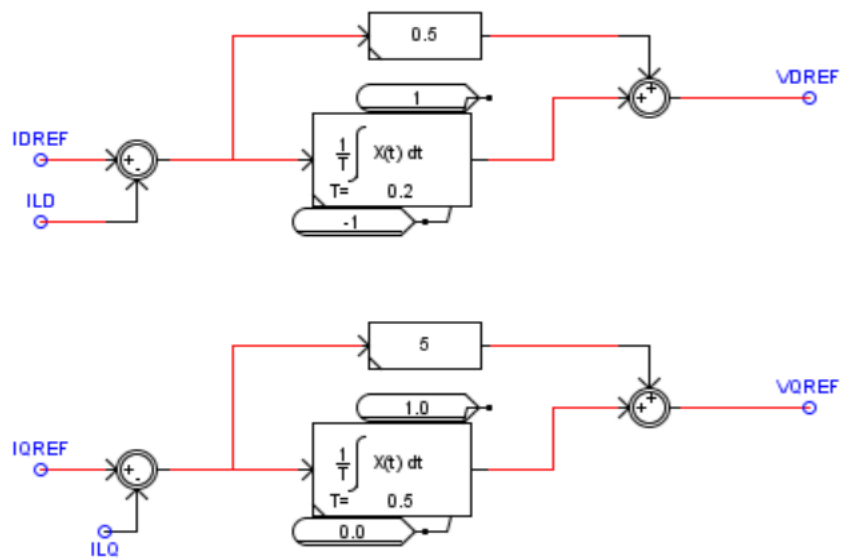 0.5
VDREF
1
IDREF
1/T ∫ X(t) dt
ILD
T= 0.2
-1
5
VQREF
1.0
IQREF
1/T ∫ X(t) dt
T= 0.5
0.0
ILQ